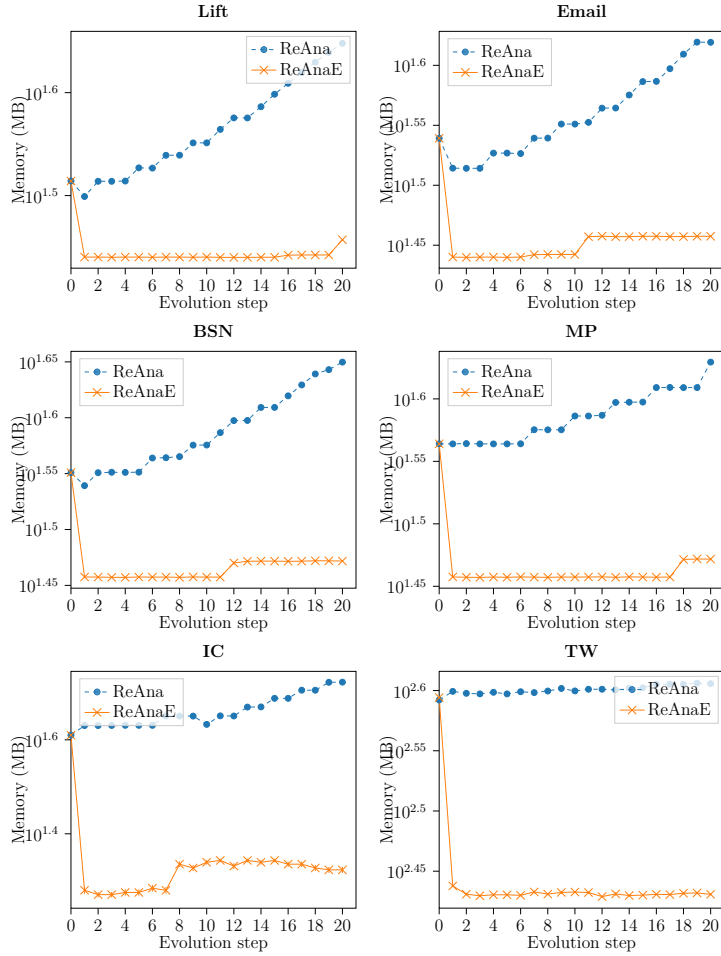 Lift
Memory (MB)
10^1.6
10^1.5
ReAna
ReAnaE
0 2 4 6 8 10 12 14 16 18 20
Evolution step
Email
Memory (MB)
10^1.6
10^1.55
10^1.5
10^1.45
ReAna
ReAnaE
0 2 4 6 8 10 12 14 16 18 20
Evolution step
BSN
Memory (MB)
10^1.65
10^1.6
10^1.55
10^1.5
10^1.45
ReAna
ReAnaE
0 2 4 6 8 10 12 14 16 18 20
Evolution step
MP
Memory (MB)
10^1.6
10^1.55
10^1.5
10^1.45
ReAna
ReAnaE
0 2 4 6 8 10 12 14 16 18 20
Evolution step
IC
Memory (MB)
10^1.6
10^1.4
ReAna
ReAnaE
0 2 4 6 8 10 12 14 16 18 20
Evolution step
TW
Memory (MB)
10^2.6
10^2.55
10^2.5
10^2.45
ReAna
ReAnaE
0 2 4 6 8 10 12 14 16 18 20
Evolution step